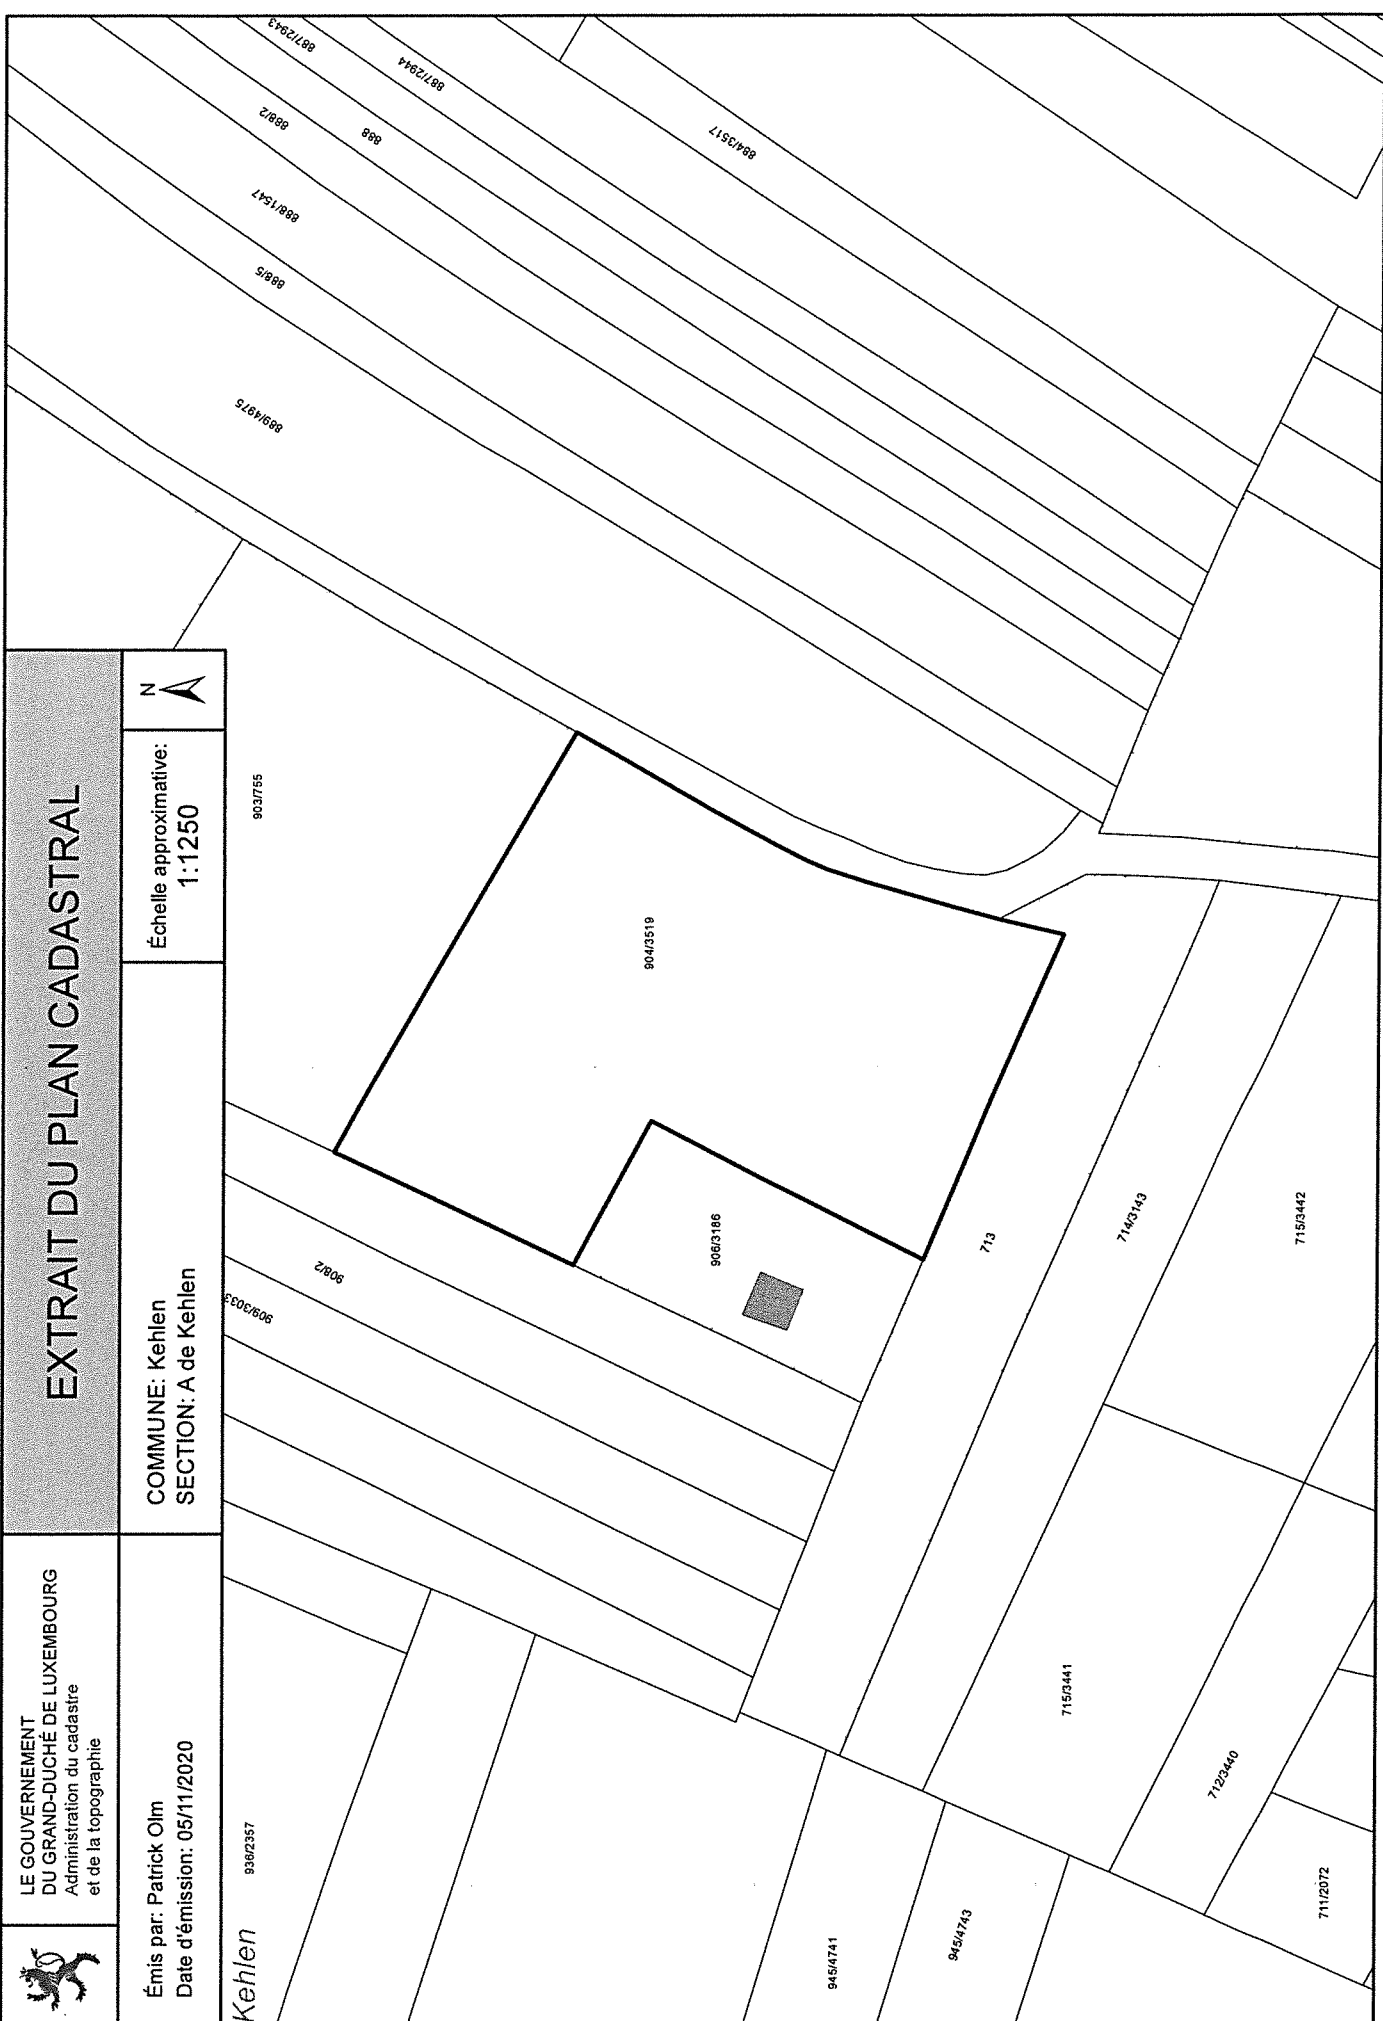 LE GOUVERNEMENT
DU GRAND-DUCHÉ DE LUXEMBOURG
Administration du cadastre
et de la topographie
EXTRAIT DU PLAN CADASTRAL
Émis par: Patrick Olm
Date d'émission: 05/11/2020
COMMUNE: Kehlen
SECTION: A de Kehlen
Échelle approximative:
1:1250
N
Kehlen
936/2357
909/3033
908/2
903/755
889/4975
888/5
888/1547
888/2
888
887/2943
887/2944
884/3517
904/3519
906/3186
713
714/3143
715/3442
715/3441
712/3440
711/2072
945/4741
945/4743